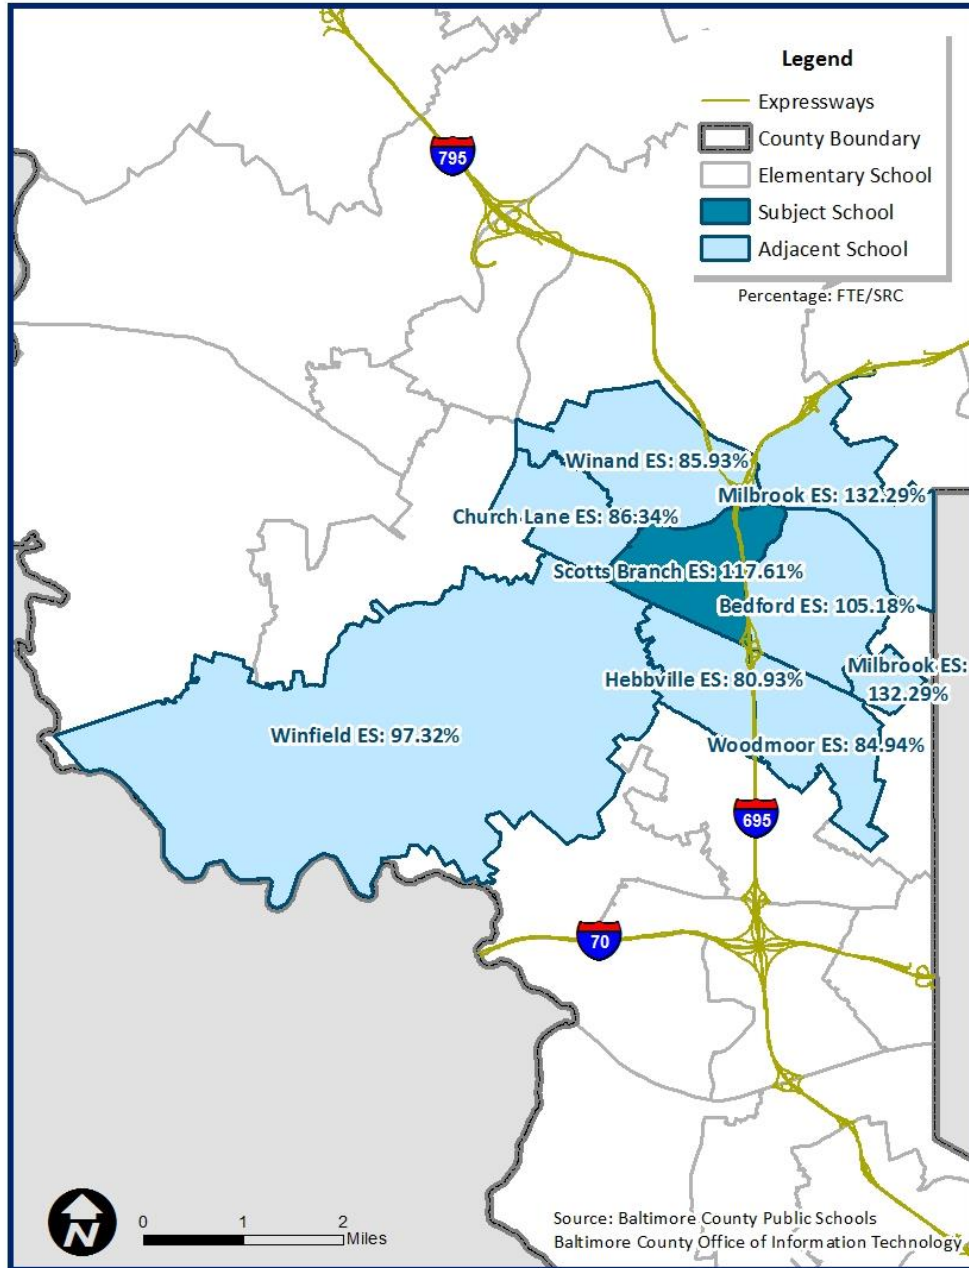 Legend
Expressways
County Boundary
Elementary School
Subject School
Adjacent School
Percentage: FTE/SRC
795
Winand ES: 85.93%
Milbrook ES: 132.29%
Church Lane ES: 86.34%
Scotts Branch ES: 117.61%
Bedford ES: 105.18%
Milbrook ES:
132.29%
Hebbville ES: 80.93%
Winfield ES: 97.32%
Woodmoor ES: 84.94%
695
70
N
0 1 2
Miles
Source: Baltimore County Public Schools
Baltimore County Office of Information Technology